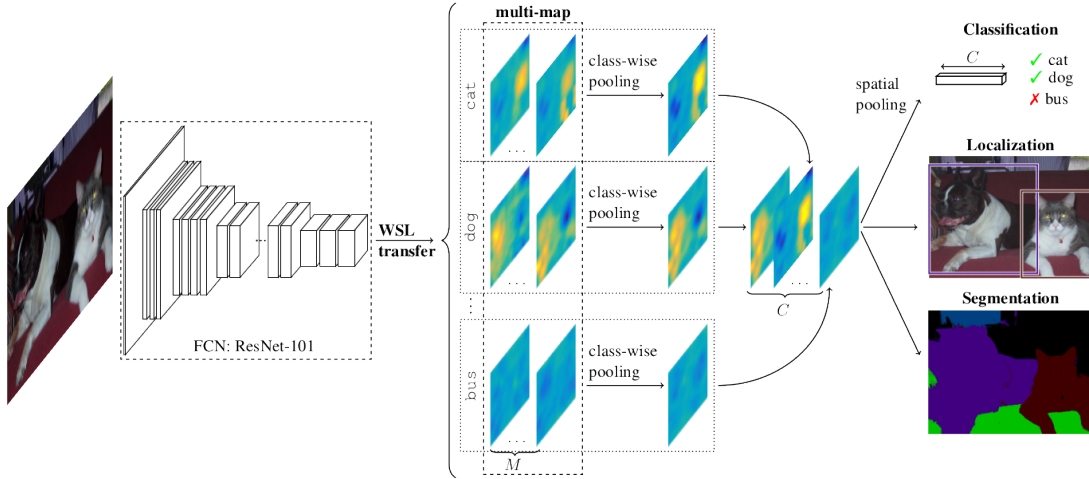 FCN: ResNet-101
WSL
transfer
multi-map
cat
class-wise
pooling
...
dog
class-wise
pooling
...
...
bus
class-wise
pooling
...
M
...
C
spatial
pooling
Classification
C
✓ cat
✓ dog
✗ bus
Localization
Segmentation